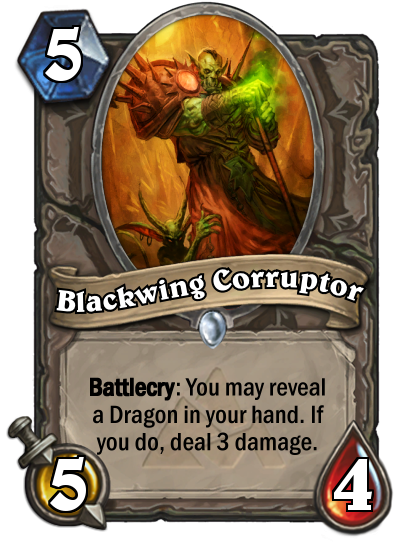 5
Blackwing Corruptor
Battlecry: You may reveal
a Dragon in your hand. If
you do, deal 3 damage.
5
4